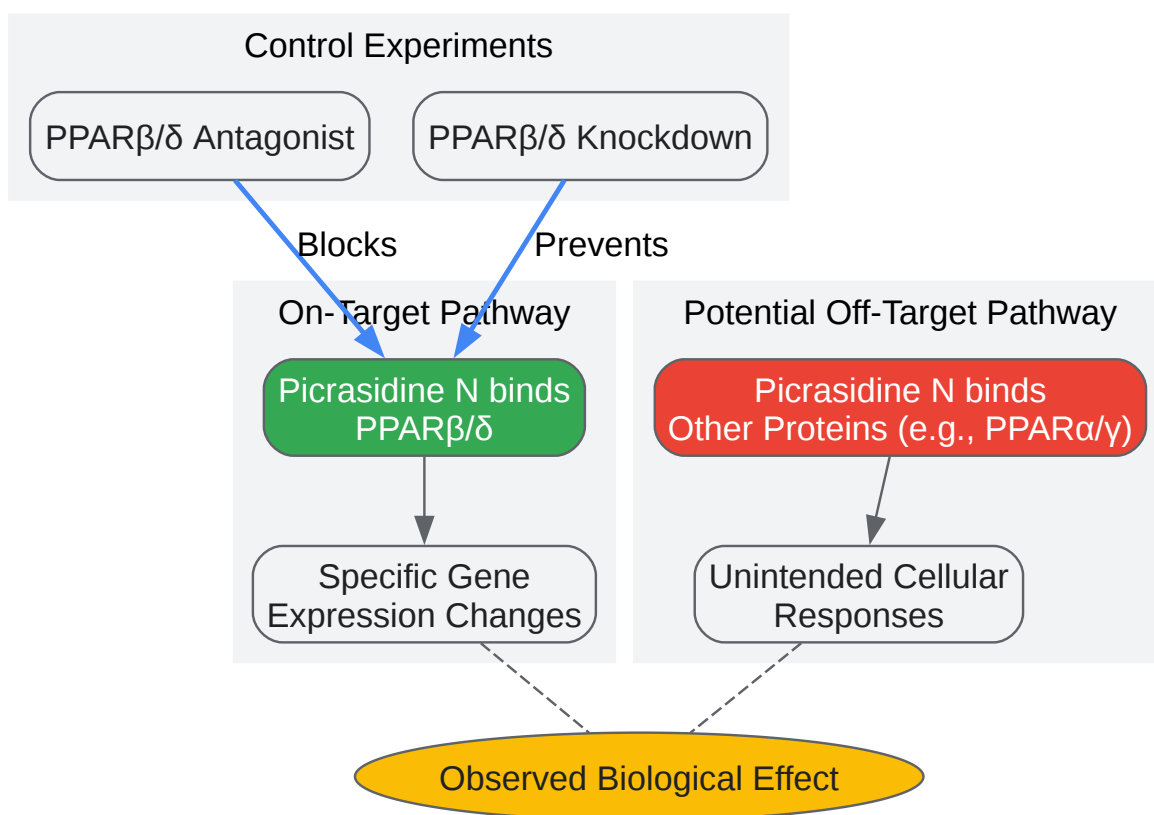 Control Experiments
PPARβ/δ Antagonist
PPARβ/δ Knockdown
Blocks
Prevents
On-Target Pathway
Potential Off-Target Pathway
Picrasidine N binds
PPARβ/δ
Picrasidine N binds
Other Proteins (e.g., PPARα/γ)
Specific Gene
Expression Changes
Unintended Cellular
Responses
Observed Biological Effect